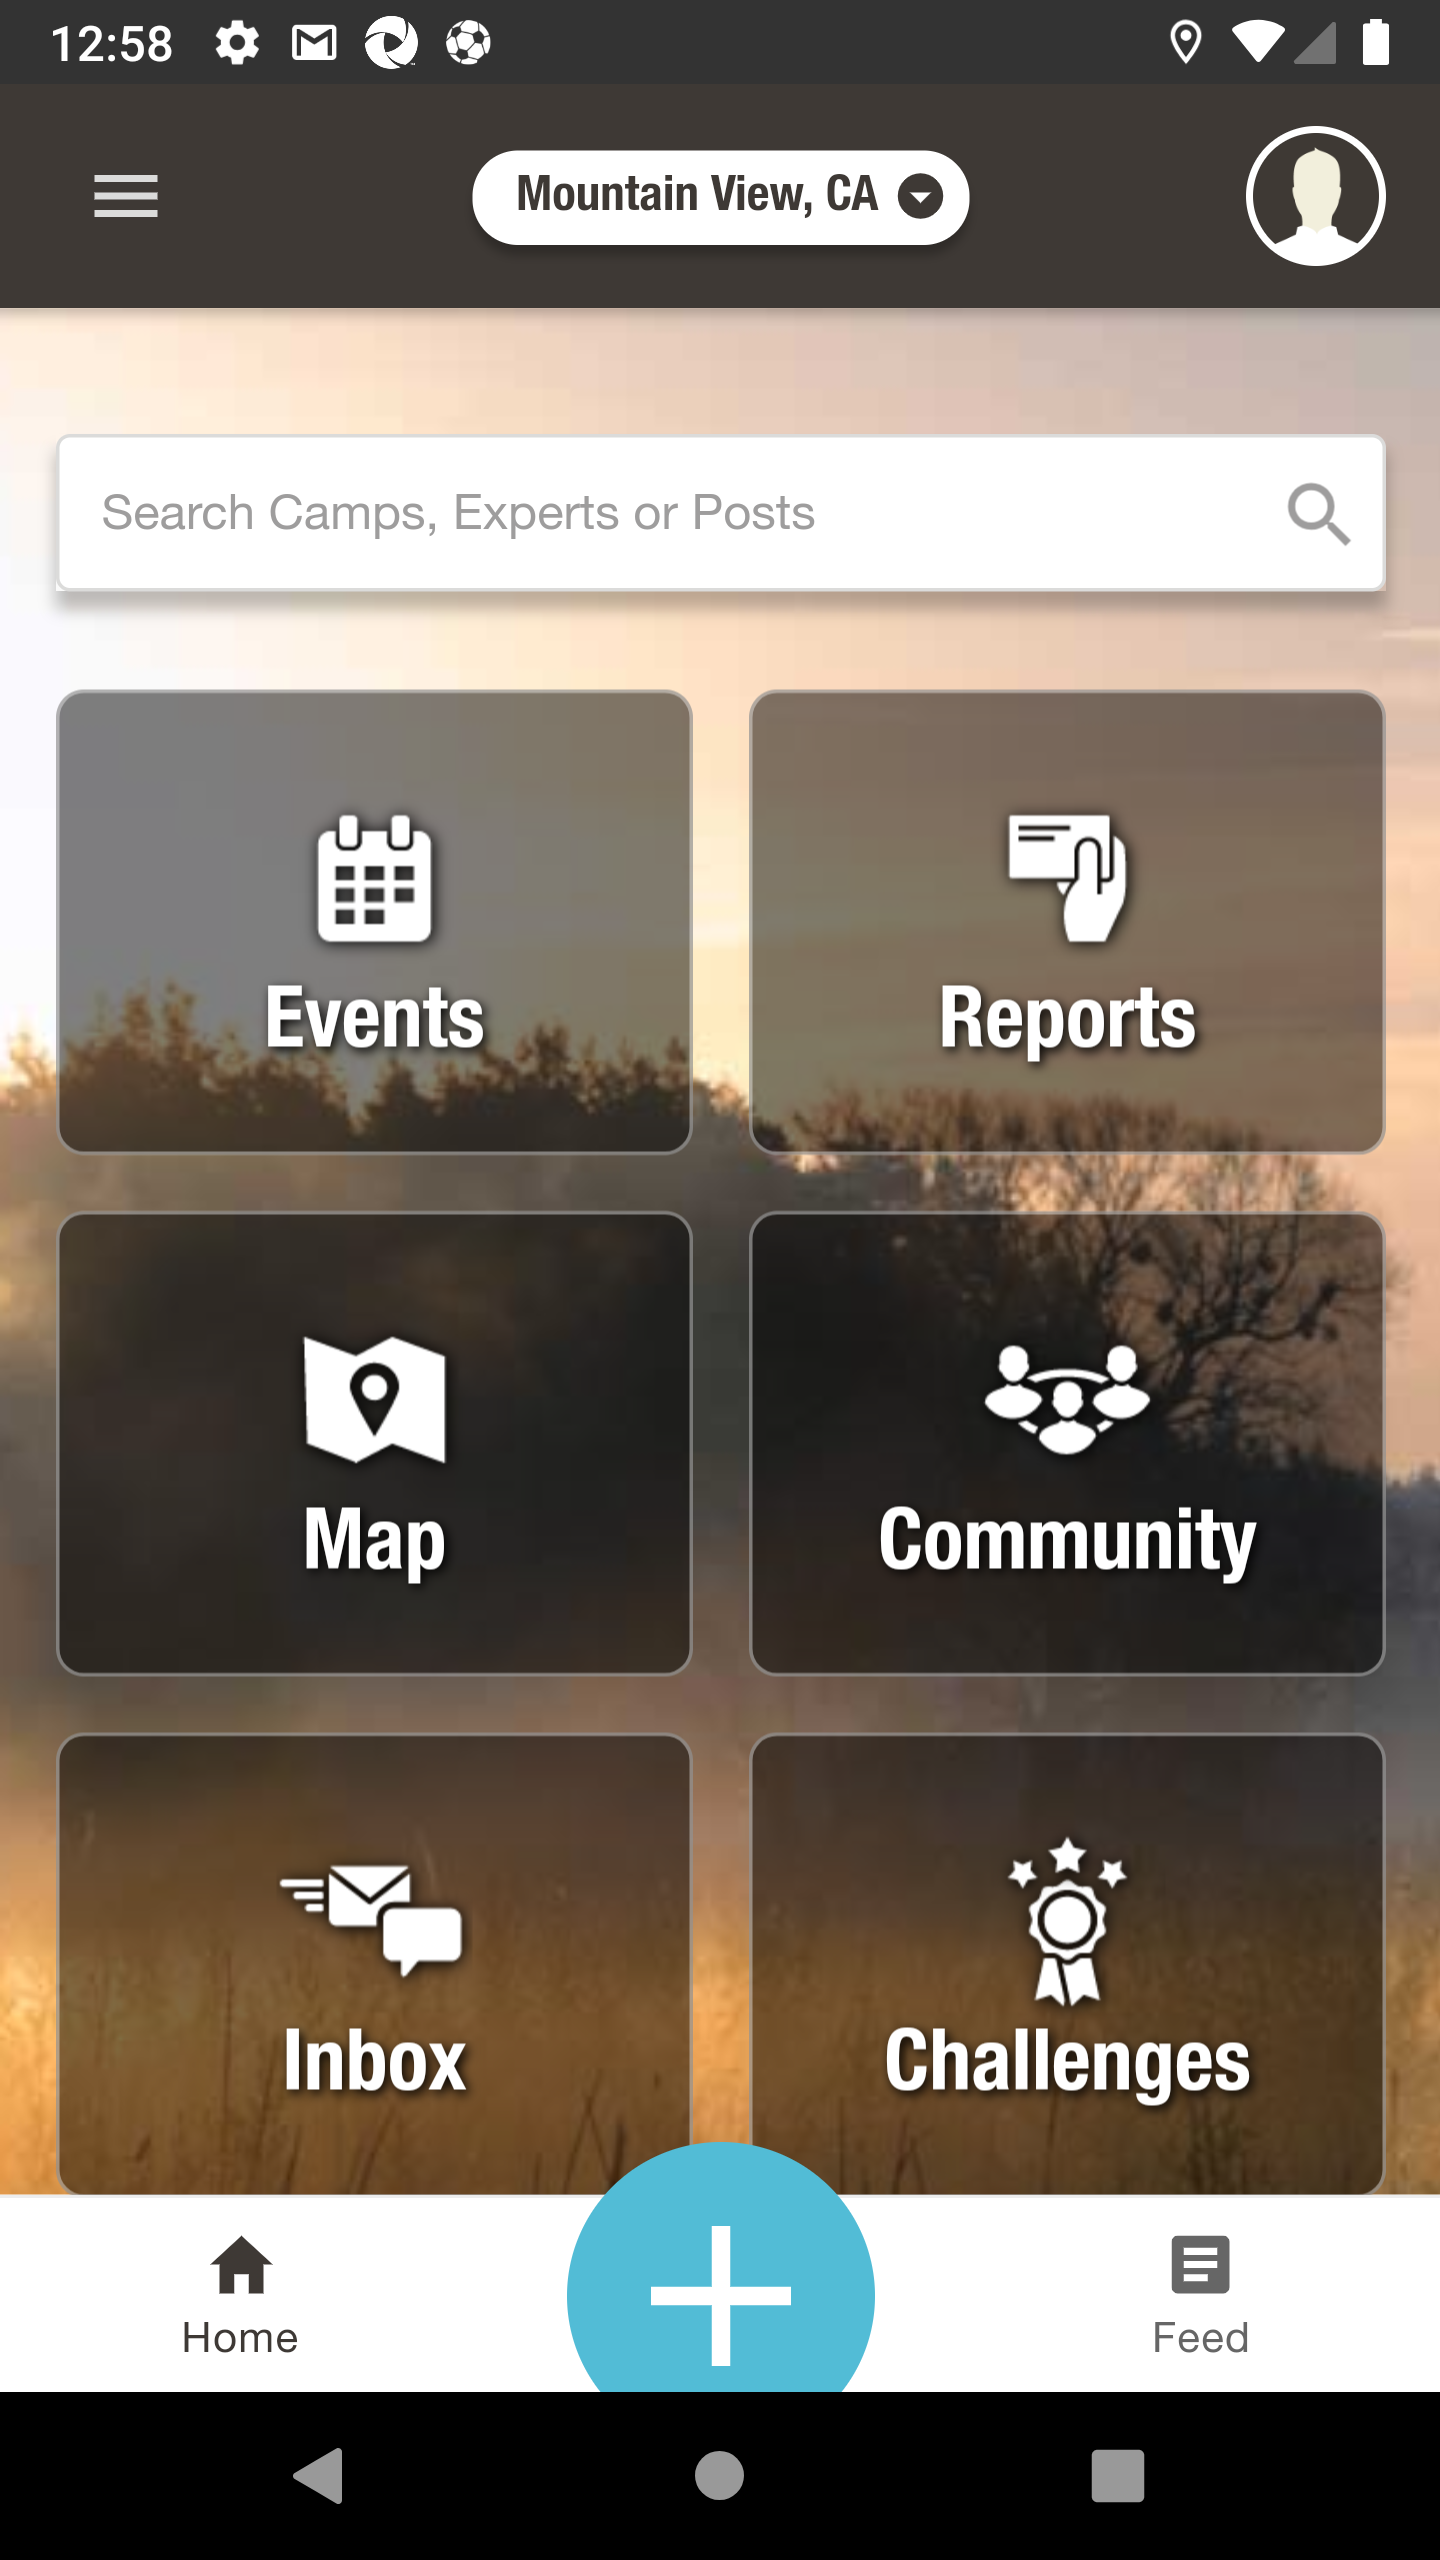 12:58
Mountain View, CA
Search Camps, Experts or Posts
Events
Reports
Map
Community
Inbox
Challenges
Home
Feed